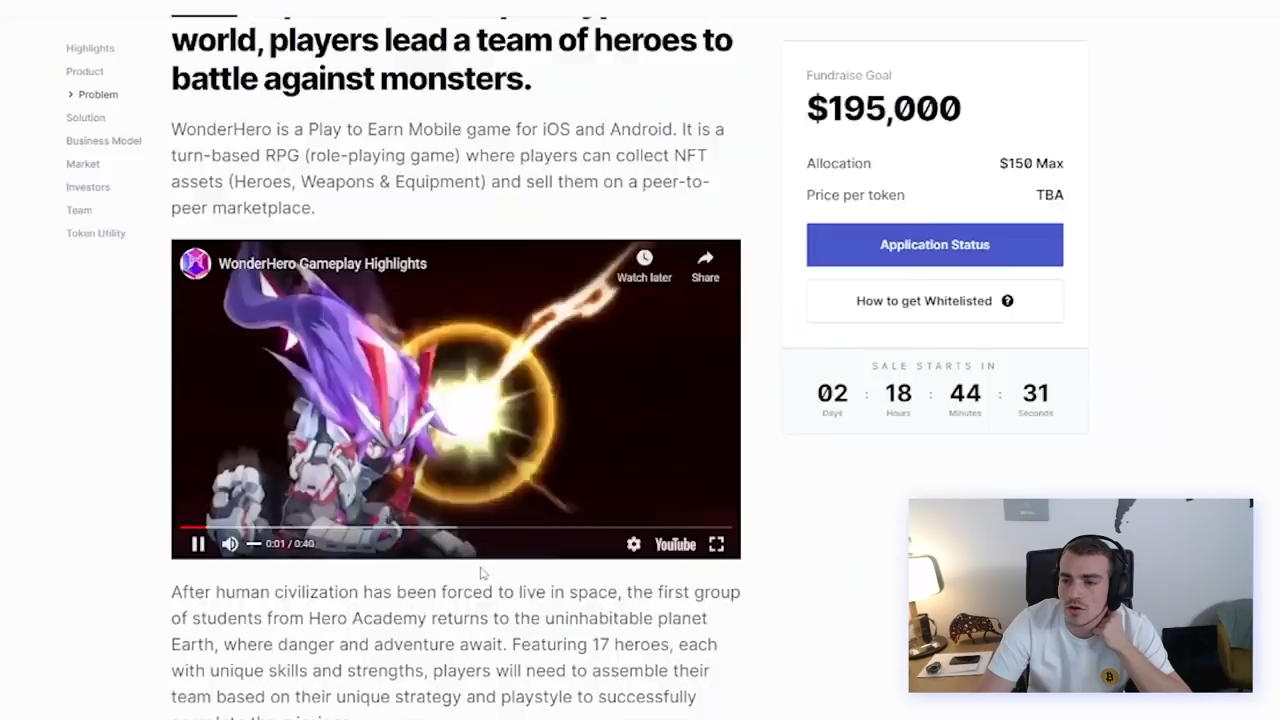 Highlights
Product
Problem
Solution
Business Model
Market
Investors
Team
Token Utility
world, players lead a team of heroes to
battle against monsters.
WonderHero is a Play to Earn Mobile game for iOS and Android. It is a
turn-based RPG (role-playing game) where players can collect NFT
assets (Heroes, Weapons & Equipment) and sell them on a peer-to-
peer marketplace.
WonderHero Gameplay Highlights
Watch later
Share
0:01 / 0:40
YouTube
After human civilization has been forced to live in space, the first group
of students from Hero Academy returns to the uninhabitable planet
Earth, where danger and adventure await. Featuring 17 heroes, each
with unique skills and strengths, players will need to assemble their
team based on their unique strategy and playstyle to successfully
Fundraise Goal
$195,000
Allocation $150 Max
Price per token TBA
Application Status
How to get Whitelisted ?
SALE STARTS IN
02 : 18 : 44 : 31
Days Hours Minutes Seconds